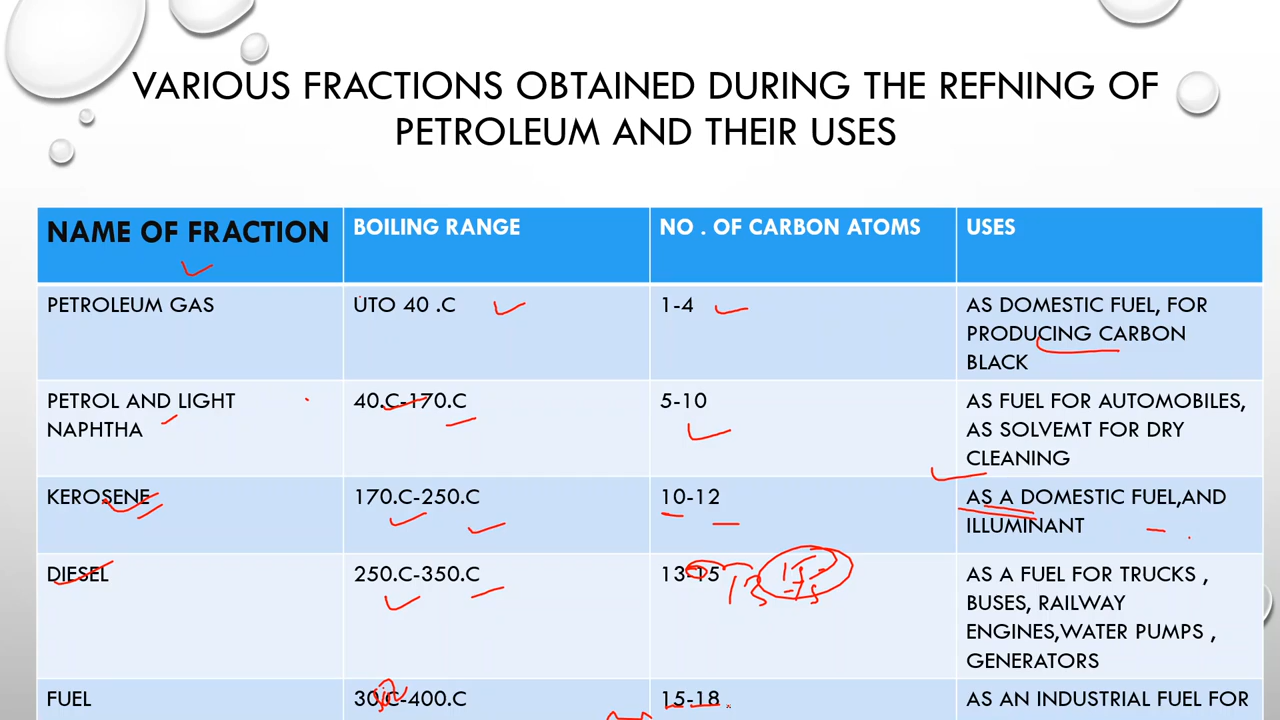 VARIOUS FRACTIONS OBTAINED DURING THE REFNING OF
PETROLEUM AND THEIR USES
NAME OF FRACTION
BOILING RANGE
NO . OF CARBON ATOMS
USES
PETROLEUM GAS
UTO 40 .C
1-4
AS DOMESTIC FUEL, FOR
PRODUCING CARBON
BLACK
PETROL AND LIGHT
NAPHTHA
40.C-170.C
5-10
AS FUEL FOR AUTOMOBILES,
AS SOLVEMT FOR DRY
CLEANING
KEROSENE
170.C-250.C
10-12
AS A DOMESTIC FUEL,AND
ILLUMINANT
DIESEL
250.C-350.C
13-15
AS A FUEL FOR TRUCKS ,
BUSES, RAILWAY
ENGINES,WATER PUMPS ,
GENERATORS
FUEL
-400.C
15-18
AS AN INDUSTRIAL FUEL FOR